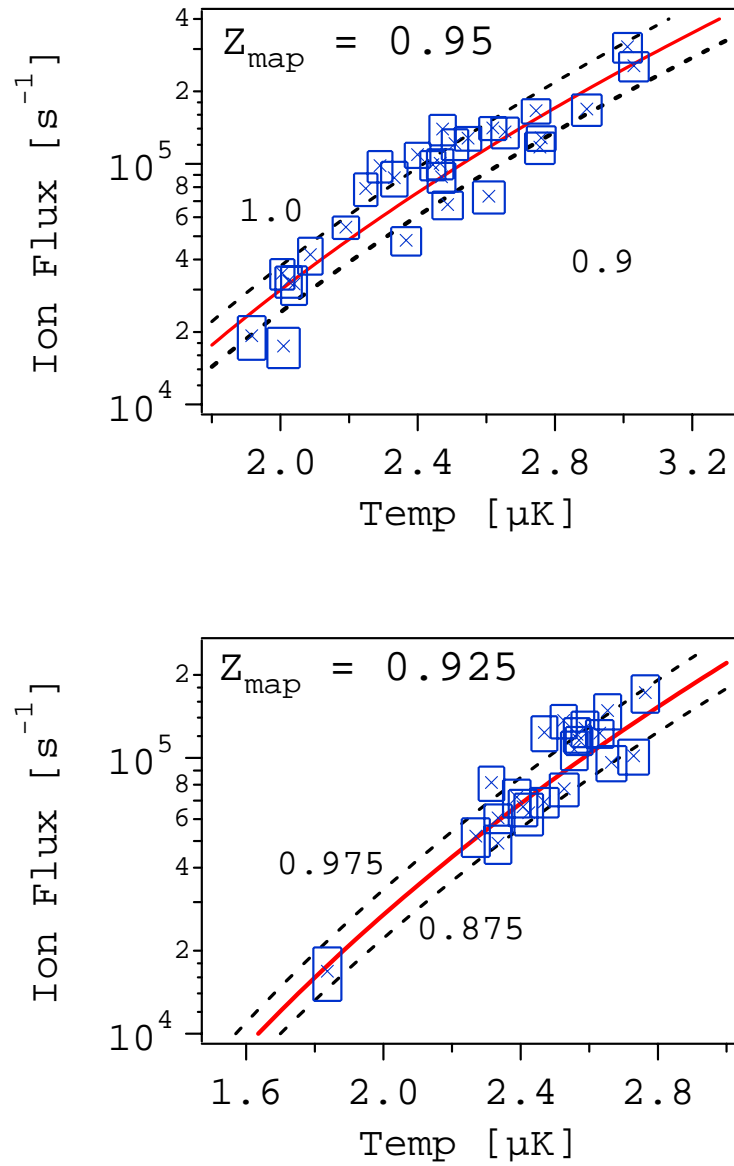 Z_map = 0.95
4
2
10^5
8
6
4
2
10^4
1.0
0.9
Ion Flux [s^-1]
2.0 2.4 2.8 3.2
Temp [μK]
Z_map = 0.925
2
10^5
8
6
4
2
10^4
0.975
0.875
Ion Flux [s^-1]
1.6 2.0 2.4 2.8
Temp [μK]